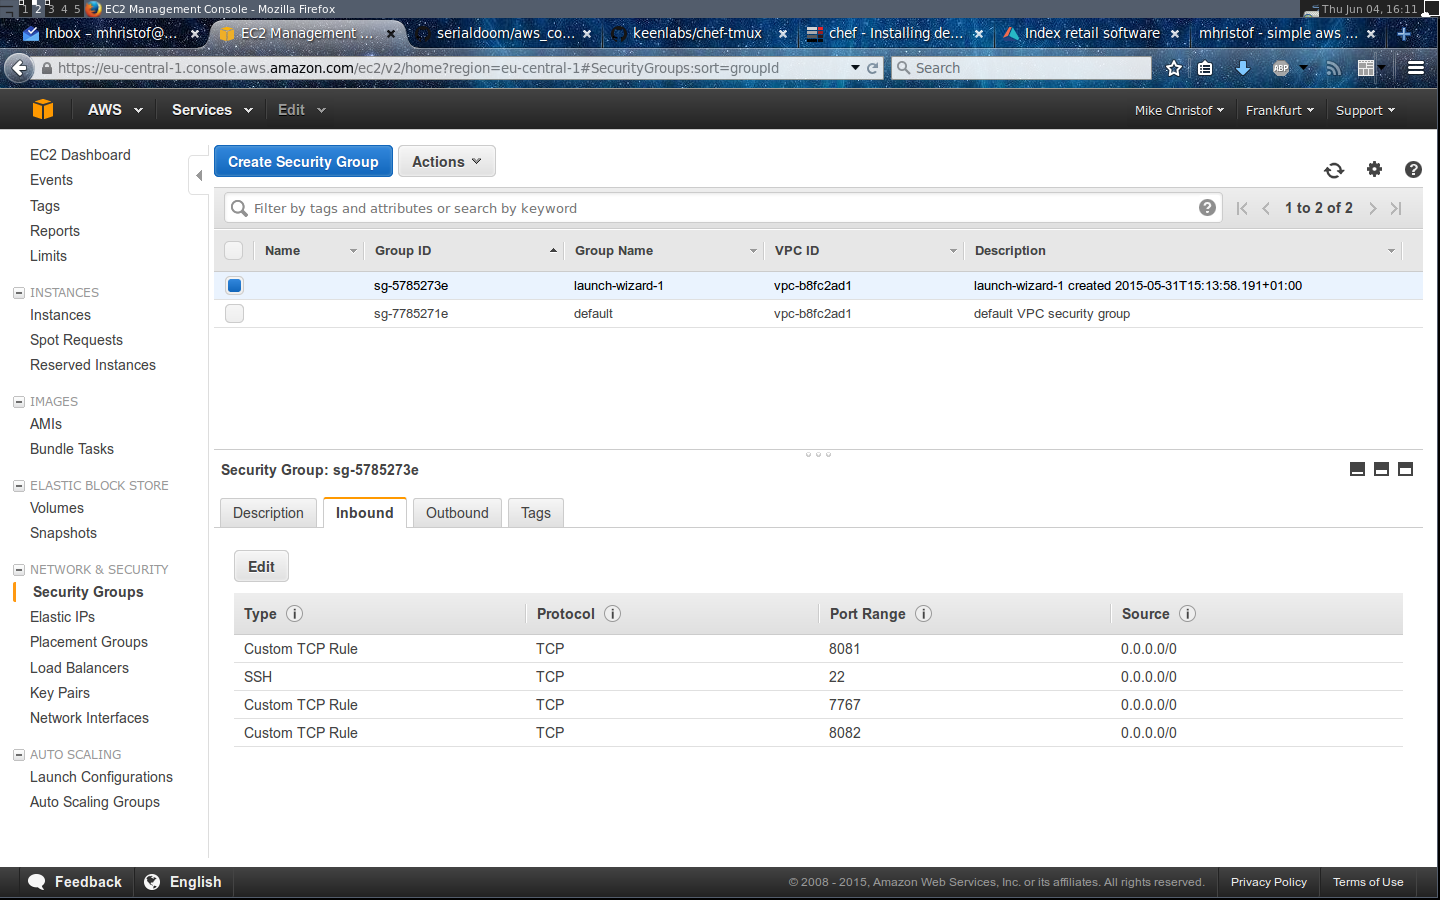 1 2 3 4 5 EC2 Management Console - Mozilla Firefox Thu Jun 04, 16:11
Inbox – mhristof@... EC2 Management ... serialdoom/aws_co... keenlabs/chef-tmux chef - Installing de... Index retail software mhristof - simple aws ...
https://eu-central-1.console.aws.amazon.com/ec2/v2/home?region=eu-central-1#SecurityGroups:sort=groupId Search ABP
AWS Services Edit Mike Christof Frankfurt Support
EC2 Dashboard
Events
Tags
Reports
Limits
INSTANCES
Instances
Spot Requests
Reserved Instances
IMAGES
AMIs
Bundle Tasks
ELASTIC BLOCK STORE
Volumes
Snapshots
NETWORK & SECURITY
Security Groups
Elastic IPs
Placement Groups
Load Balancers
Key Pairs
Network Interfaces
AUTO SCALING
Launch Configurations
Auto Scaling Groups
Create Security Group Actions
Filter by tags and attributes or search by keyword 1 to 2 of 2
Name Group ID Group Name VPC ID Description
sg-5785273e launch-wizard-1 vpc-b8fc2ad1 launch-wizard-1 created 2015-05-31T15:13:58.191+01:00
sg-7785271e default vpc-b8fc2ad1 default VPC security group
Security Group: sg-5785273e
Description Inbound Outbound Tags
Edit
Type Protocol Port Range Source
Custom TCP Rule TCP 8081 0.0.0.0/0
SSH TCP 22 0.0.0.0/0
Custom TCP Rule TCP 7767 0.0.0.0/0
Custom TCP Rule TCP 8082 0.0.0.0/0
Feedback English © 2008 - 2015, Amazon Web Services, Inc. or its affiliates. All rights reserved. Privacy Policy Terms of Use